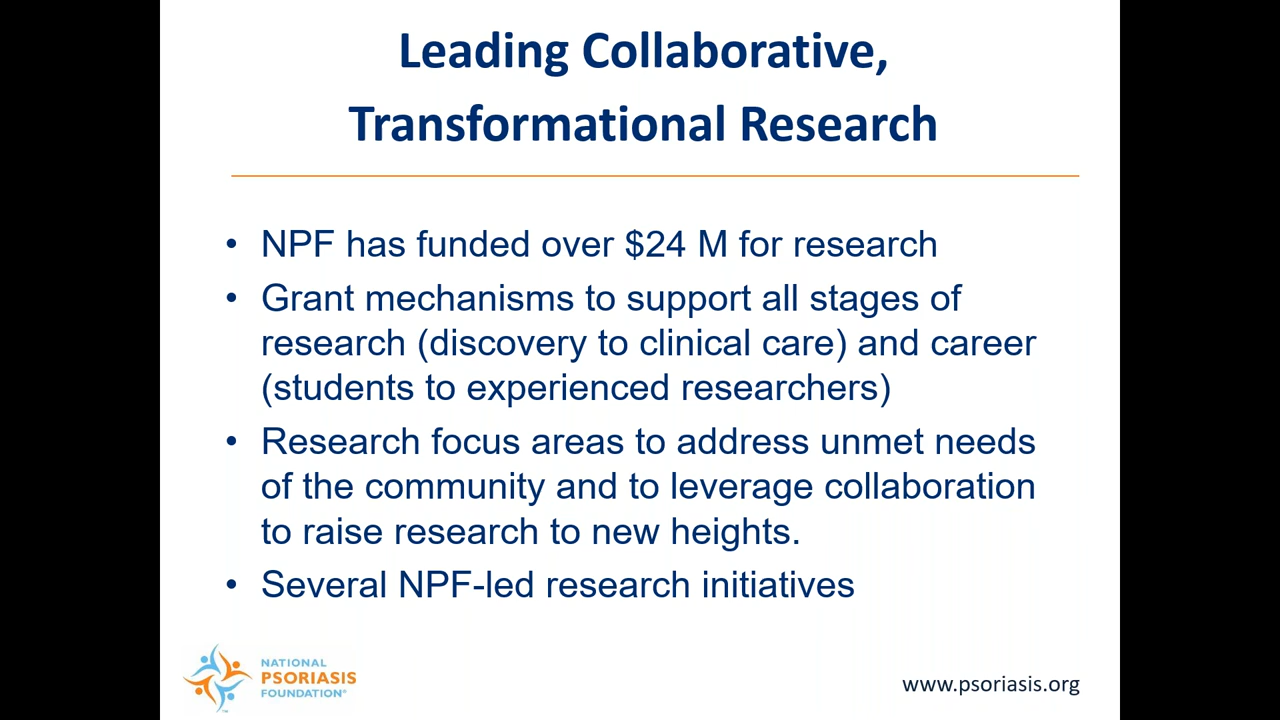 Leading Collaborative,
Transformational Research
• NPF has funded over $24 M for research
• Grant mechanisms to support all stages of
research (discovery to clinical care) and career
(students to experienced researchers)
• Research focus areas to address unmet needs
of the community and to leverage collaboration
to raise research to new heights.
• Several NPF-led research initiatives
NATIONAL
PSORIASIS
FOUNDATION®
™
www.psoriasis.org